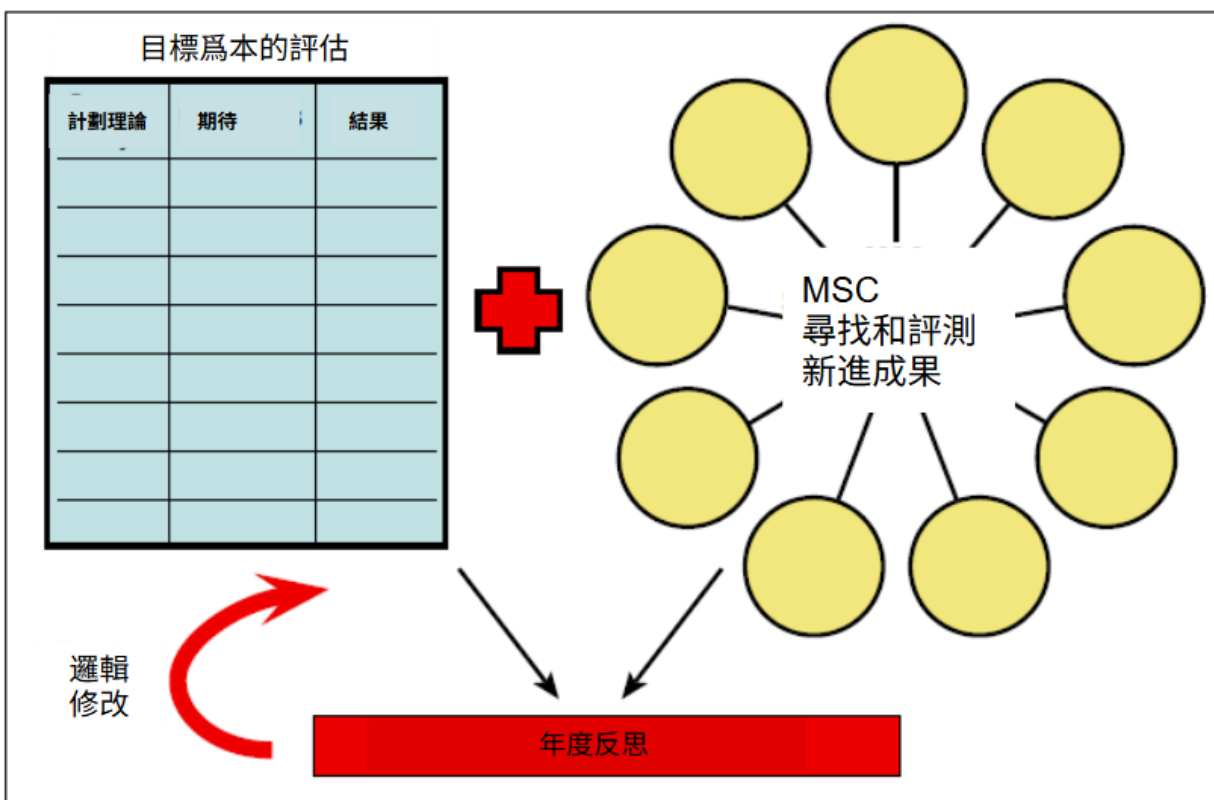 目標爲本的評估
計劃理論 期待 結果
MSC
尋找和評測
新進成果
邏輯
修改
年度反思